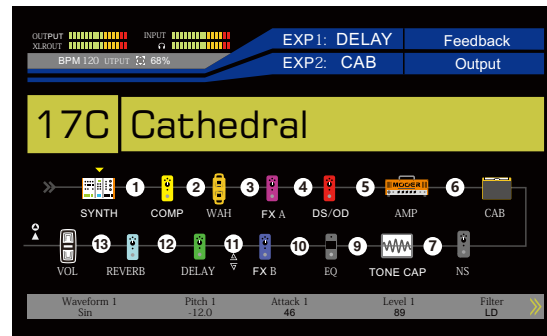 OUTPUT INPUT
XLROUT
EXP1: DELAY Feedback
BPM 120 UTPUT 68%
EXP2: CAB Output
17C Cathedral
MOOER
1 2 3 4 5 6
SYNTH COMP WAH FX A DS/OD AMP CAB
13 12 11 10 9 7
VOL REVERB DELAY FX B EQ TONE CAP NS
Waveform 1 Pitch 1 Attack 1 Level 1 Filter
Sin -12.0 46 89 LD